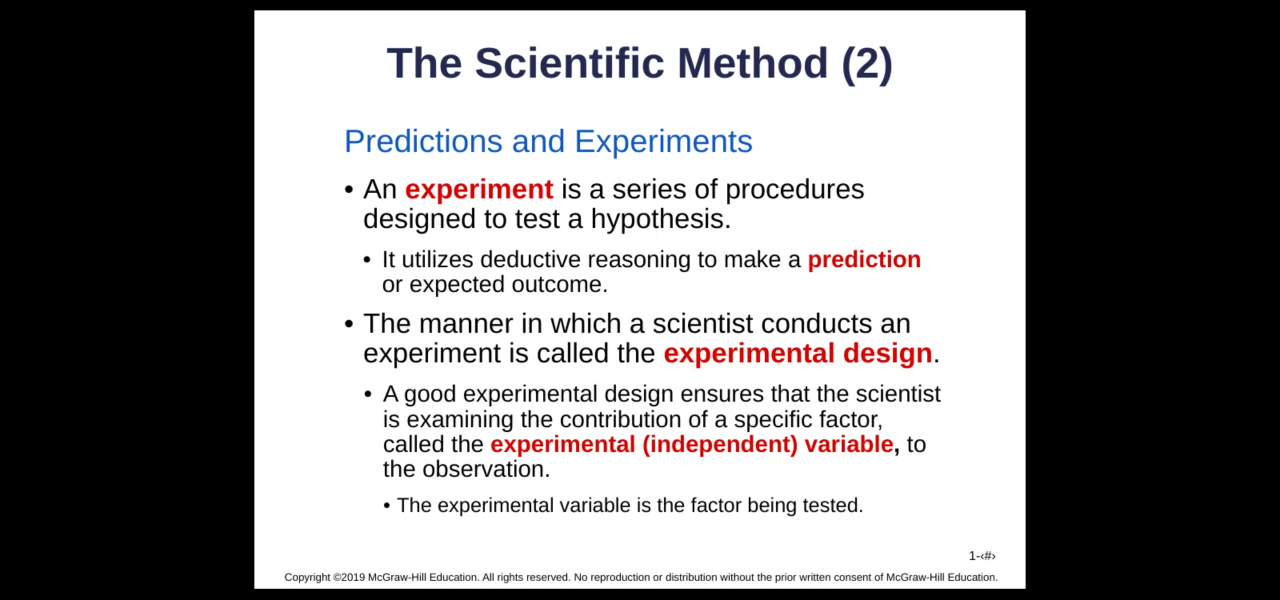 The Scientific Method (2)
Predictions and Experiments
• An experiment is a series of procedures
designed to test a hypothesis.
• It utilizes deductive reasoning to make a prediction
or expected outcome.
• The manner in which a scientist conducts an
experiment is called the experimental design.
• A good experimental design ensures that the scientist
is examining the contribution of a specific factor,
called the experimental (independent) variable, to
the observation.
• The experimental variable is the factor being tested.
1-‹#›
Copyright ©2019 McGraw-Hill Education. All rights reserved. No reproduction or distribution without the prior written consent of McGraw-Hill Education.